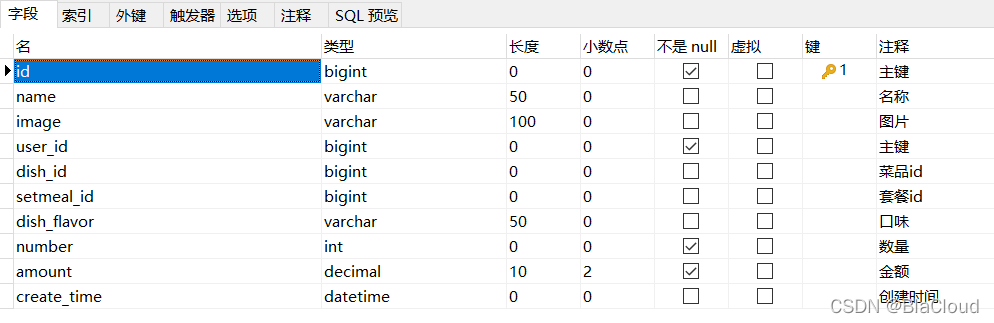 字段 索引 外键 触发器 选项 注释 SQL 预览
名 类型 长度 小数点 不是 null 虚拟 键 注释
id bigint 0 0 1 主键
name varchar 50 0 名称
image varchar 100 0 图片
user_id bigint 0 0 主键
dish_id bigint 0 0 菜品id
setmeal_id bigint 0 0 套餐id
dish_flavor varchar 50 0 口味
number int 0 0 数量
amount decimal 10 2 金额
create_time datetime 0 0 创建时间
CSDN @BiaCloud